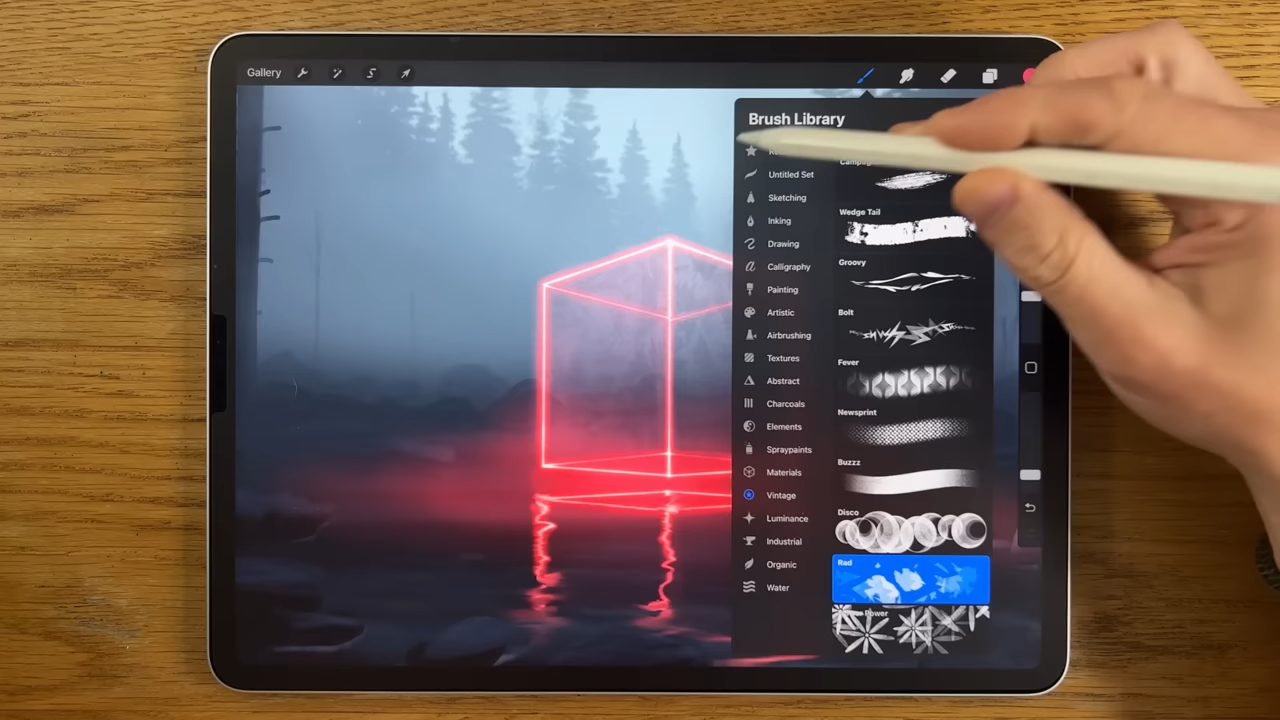 Gallery
Brush Library
Untitled Set
Sketching
Inking
Drawing
Calligraphy
Painting
Artistic
Airbrushing
Textures
Abstract
Charcoals
Elements
Spraypaints
Materials
Vintage
Luminance
Industrial
Organic
Water
Wedge Tail
Groovy
Bolt
Fever
Newsprint
Buzzz
Disco
Rad
Power